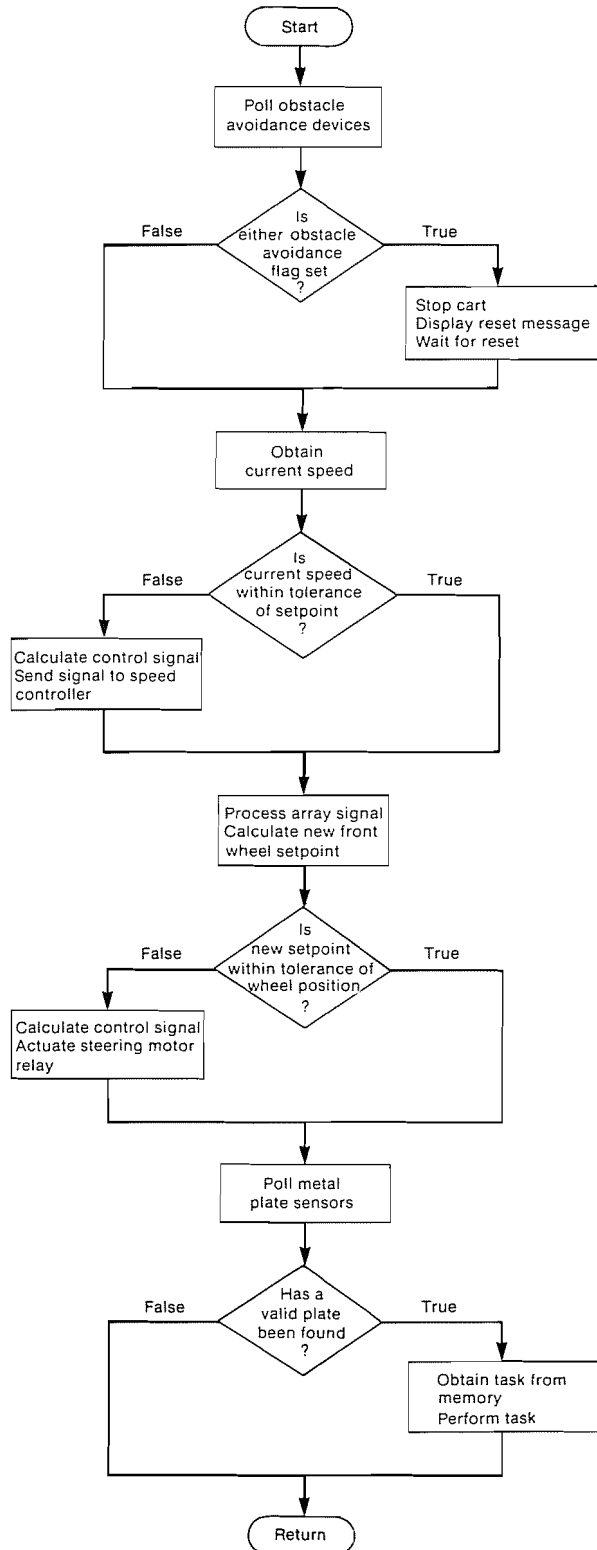 Start
Poll obstacle
avoidance devices
False
Is
either obstacle
avoidance
flag set
?
True
Stop cart
Display reset message
Wait for reset
Obtain
current speed
False
Is
current speed
within tolerance
of setpoint
?
True
Calculate control signal
Send signal to speed
controller
Process array signal
Calculate new front
wheel setpoint
False
Is
new setpoint
within tolerance of
wheel position
?
True
Calculate control signal
Actuate steering motor
relay
Poll metal
plate sensors
False
Has a
valid plate
been found
?
True
Obtain task from
memory
Perform task
Return